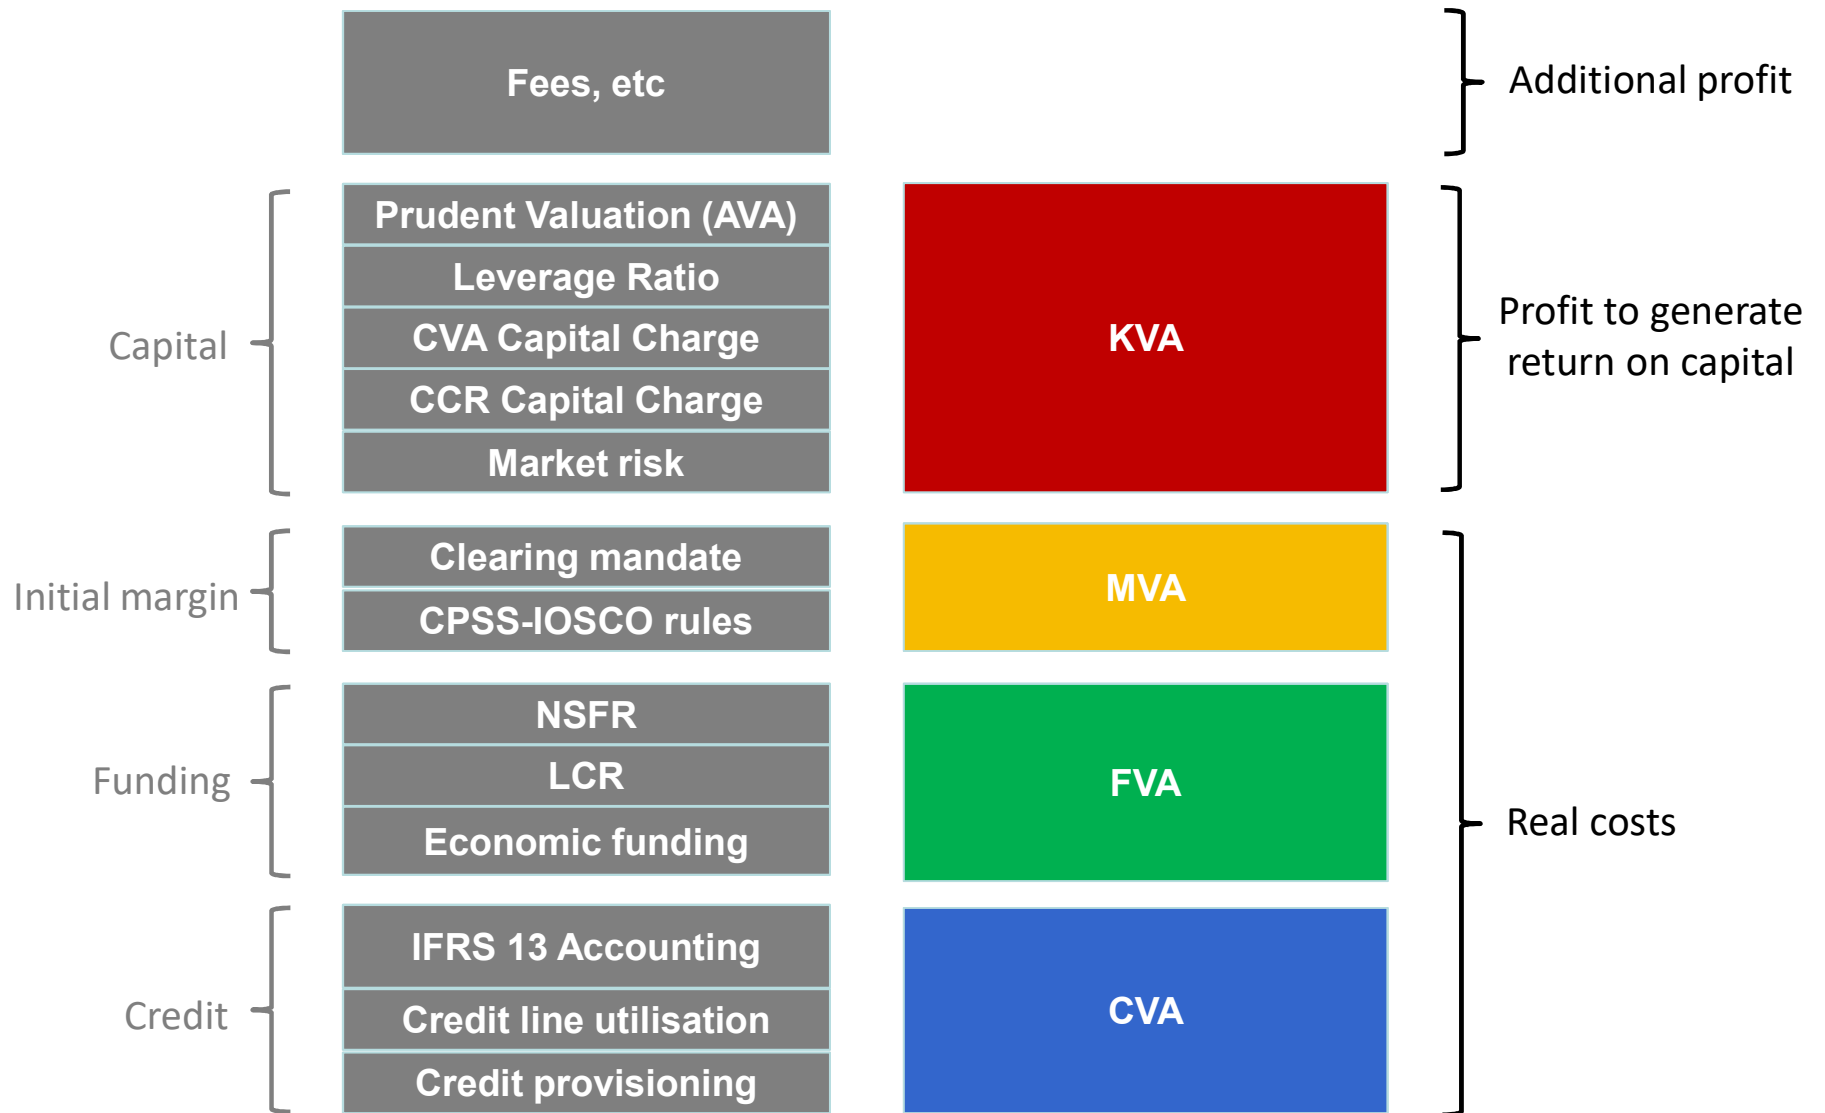 Fees, etc
Additional profit
Capital
Prudent Valuation (AVA)
Leverage Ratio
CVA Capital Charge
CCR Capital Charge
Market risk
KVA
Profit to generate
return on capital
Initial margin
Clearing mandate
CPSS-IOSCO rules
MVA
Funding
NSFR
LCR
Economic funding
FVA
Real costs
Credit
IFRS 13 Accounting
Credit line utilisation
Credit provisioning
CVA